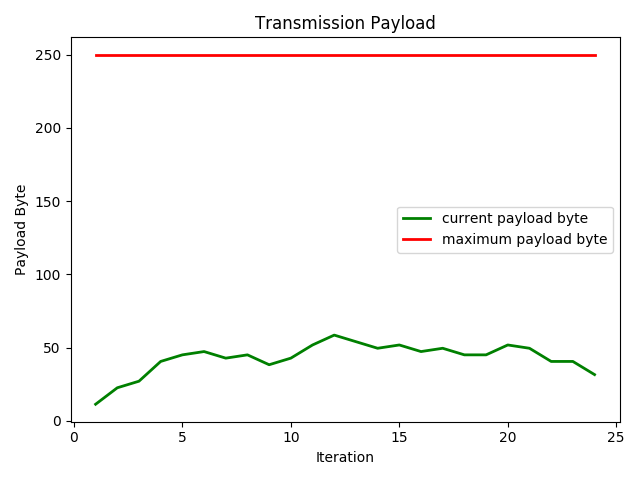 Transmission Payload
250
200
150
100
50
0
Payload Byte
current payload byte
maximum payload byte
0 5 10 15 20 25
Iteration